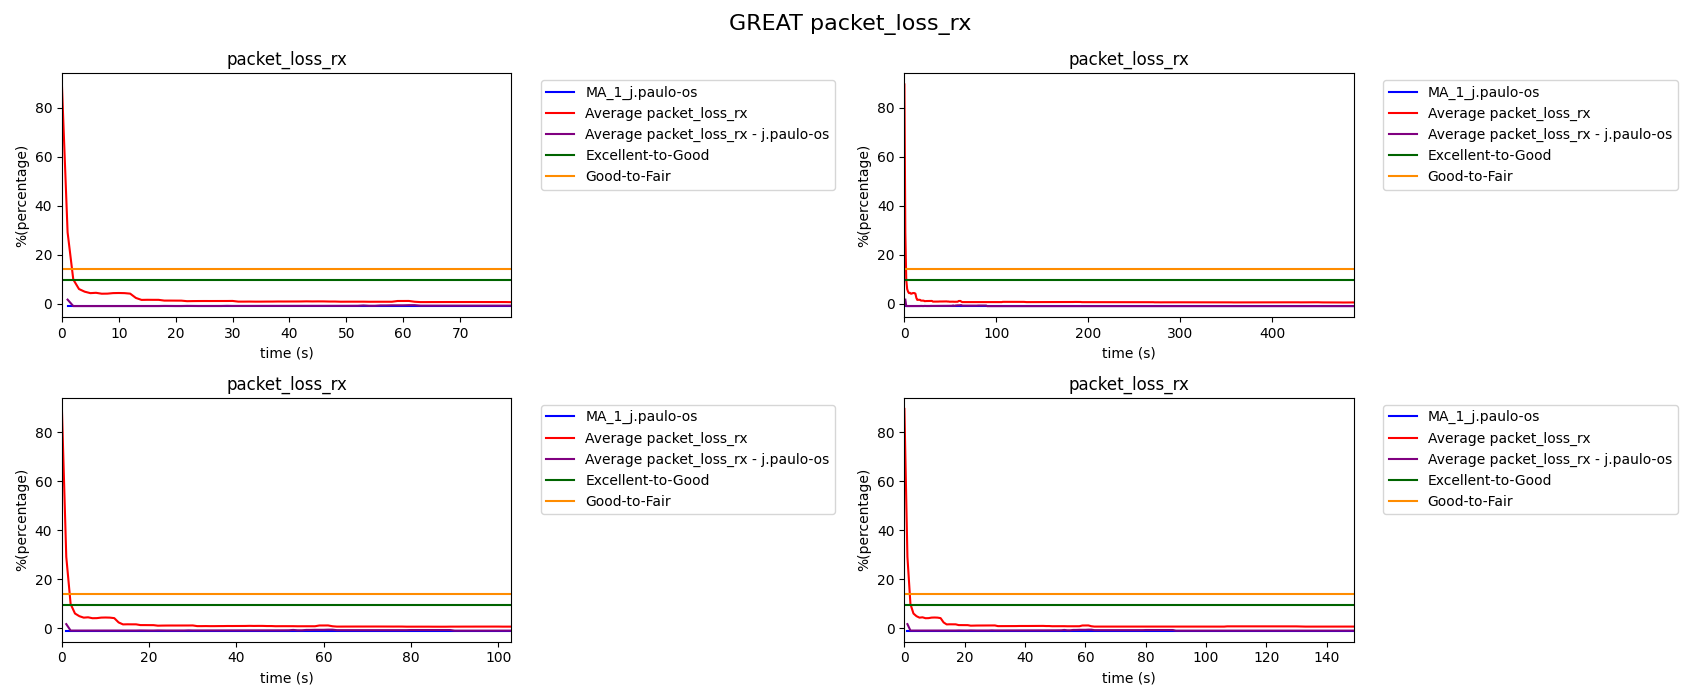 GREAT packet_loss_rx
packet_loss_rx
%(percentage)
80
60
40
20
0
0 10 20 30 40 50 60 70
time (s)
MA_1_j.paulo-os
Average packet_loss_rx
Average packet_loss_rx - j.paulo-os
Excellent-to-Good
Good-to-Fair
packet_loss_rx
%(percentage)
80
60
40
20
0
0 100 200 300 400
time (s)
MA_1_j.paulo-os
Average packet_loss_rx
Average packet_loss_rx - j.paulo-os
Excellent-to-Good
Good-to-Fair
packet_loss_rx
%(percentage)
80
60
40
20
0
0 20 40 60 80 100
time (s)
MA_1_j.paulo-os
Average packet_loss_rx
Average packet_loss_rx - j.paulo-os
Excellent-to-Good
Good-to-Fair
packet_loss_rx
%(percentage)
80
60
40
20
0
0 20 40 60 80 100 120 140
time (s)
MA_1_j.paulo-os
Average packet_loss_rx
Average packet_loss_rx - j.paulo-os
Excellent-to-Good
Good-to-Fair